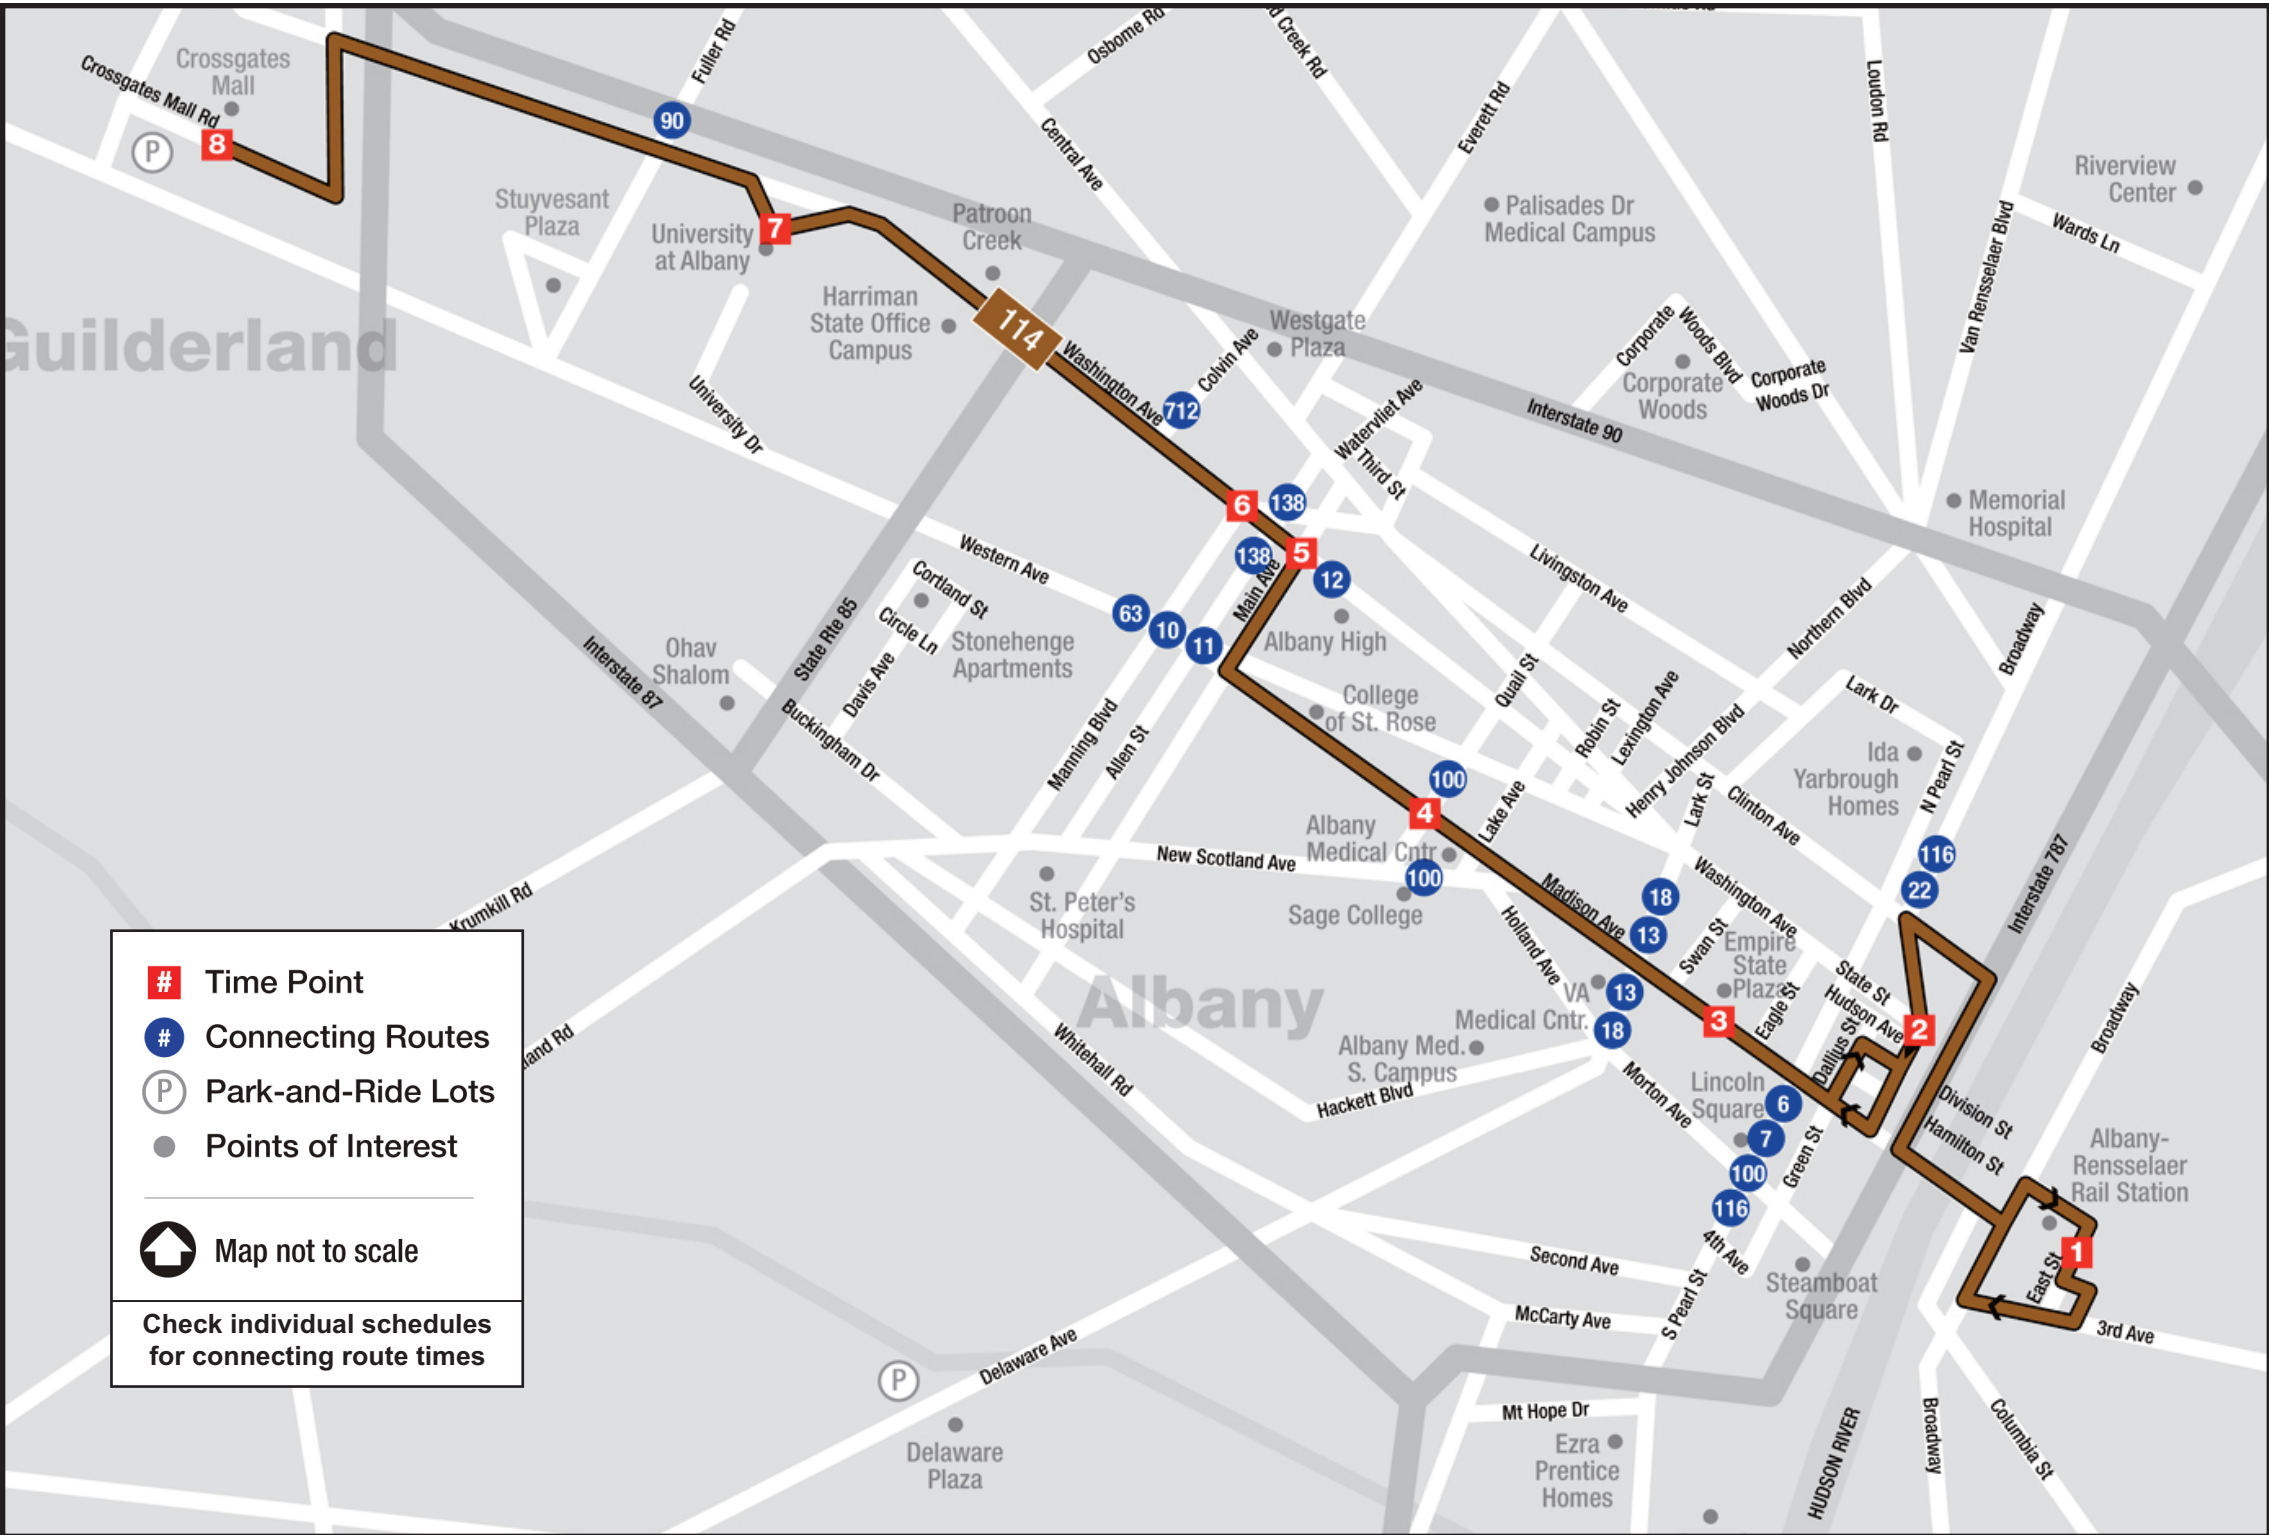 Crossgates
Mall
Crossgates Mall Rd
8
P
Fuller Rd
90
Osborne Rd
Creek Rd
Central Ave
Everett Rd
Loudon Rd
Riverview
Center
Wards Ln
Van Rensselaer Blvd
Palisades Dr
Medical Campus
Stuyvesant
Plaza
University
at Albany
7
Patroon
Creek
Harriman
State Office
Campus
114
Washington Ave
712
Colvin Ave
Westgate
Plaza
Guilderland
University Dr
Watervliet Ave
Third St
Interstate 90
Corporate
Woods Blvd
Corporate
Woods
Corporate
Woods Dr
Memorial
Hospital
6
138
138
5
12
Main Ave
Albany High
Livingston Ave
Northern Blvd
Broadway
Western Ave
63
10
11
Cortland St
Circle Ln
Stonehenge
Apartments
Davis Ave
State Rte 85
Interstate 87
Ohav
Shalom
Buckingham Dr
Manning Blvd
Allen St
College
of St. Rose
Quail St
Robin St
Lexington Ave
Henry Johnson Blvd
Lark Dr
Ida
Yarbrough
Homes
N Pearl St
100
4
Lake Ave
Lark St
Clinton Ave
Albany
Medical Cntr
100
Sage College
New Scotland Ave
St. Peter's
Hospital
116
22
Interstate 787
Washington Ave
Madison Ave
18
13
Swan St
Empire
State
Plaza
State St
Hudson Ave
2
Holland Ave
VA
Medical Cntr.
13
18
3
Eagle St
Dallius St
Broadway
Albany
Albany Med.
S. Campus
Hackett Blvd
Morton Ave
Lincoln
Square
6
7
100
116
Green St
Division St
Hamilton St
Albany-
Rensselaer
Rail Station
1
East St
3rd Ave
Whitehall Rd
4th Ave
Second Ave
McCarty Ave
S Pearl St
Steamboat
Square
Krumkill Rd
land Rd
Delaware Ave
P
Delaware
Plaza
Mt Hope Dr
Ezra
Prentice
Homes
HUDSON RIVER
Broadway
Columbia St
# Time Point
# Connecting Routes
P Park-and-Ride Lots
Points of Interest
Map not to scale
Check individual schedules
for connecting route times